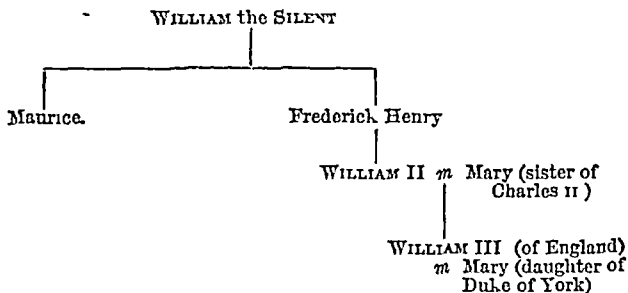 WILLIAM the SILENT
Maurice. Frederick Henry
WILLIAM II m Mary (sister of
Charles II)
WILLIAM III (of England)
m Mary (daughter of
Duke of York)